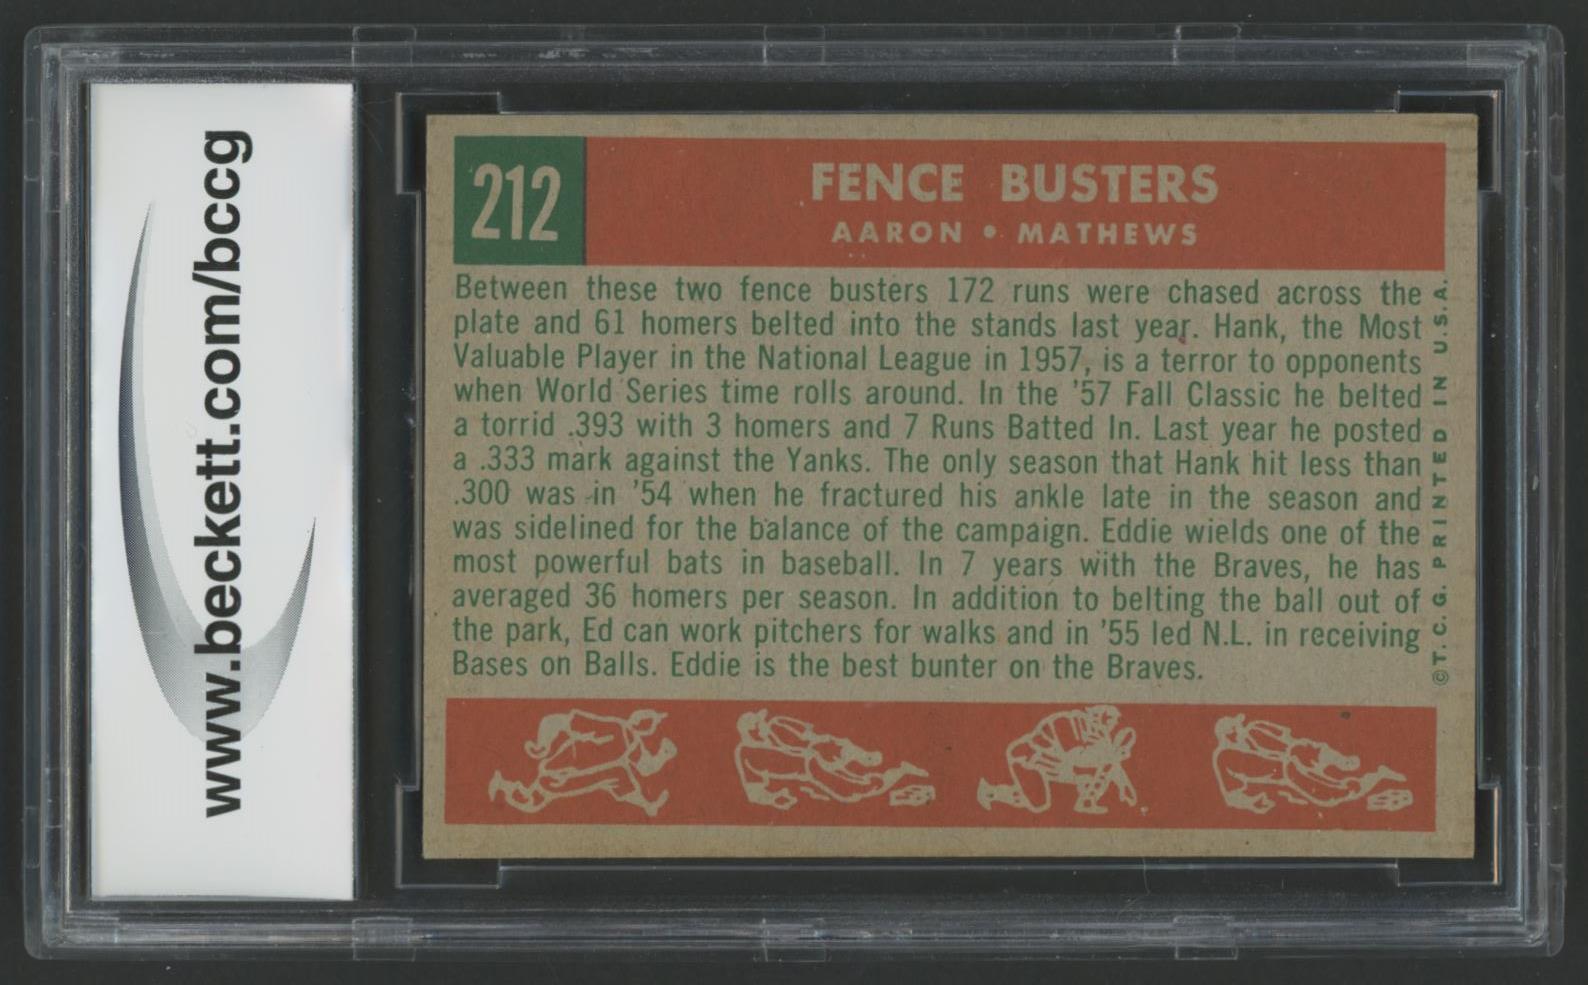 www.beckett.com/bccg
212
FENCE BUSTERS
AARON • MATHEWS
Between these two fence busters 172 runs were chased across the
plate and 61 homers belted into the stands last year. Hank, the Most
Valuable Player in the National League in 1957, is a terror to opponents
when World Series time rolls around. In the '57 Fall Classic he belted
a torrid .393 with 3 homers and 7 Runs Batted In. Last year he posted
a .333 mark against the Yanks. The only season that Hank hit less than
.300 was in '54 when he fractured his ankle late in the season and
was sidelined for the balance of the campaign. Eddie wields one of the
most powerful bats in baseball. In 7 years with the Braves, he has
averaged 36 homers per season. In addition to belting the ball out of
the park, Ed can work pitchers for walks and in '55 led N.L. in receiving
Bases on Balls. Eddie is the best bunter on the Braves.
©T.C.G. PRINTED IN U.S.A.